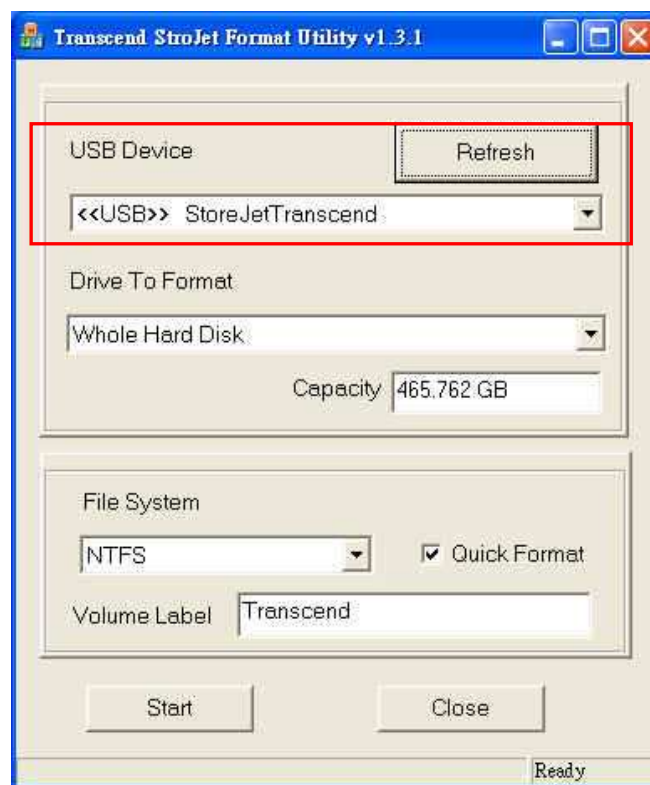 Transcend StroJet Format Utility v1.3.1
USB Device Refresh
<<USB>> StoreJetTranscend
Drive To Format
Whole Hard Disk
Capacity 465.762 GB
File System
NTFS Quick Format
Volume Label Transcend
Start Close
Ready